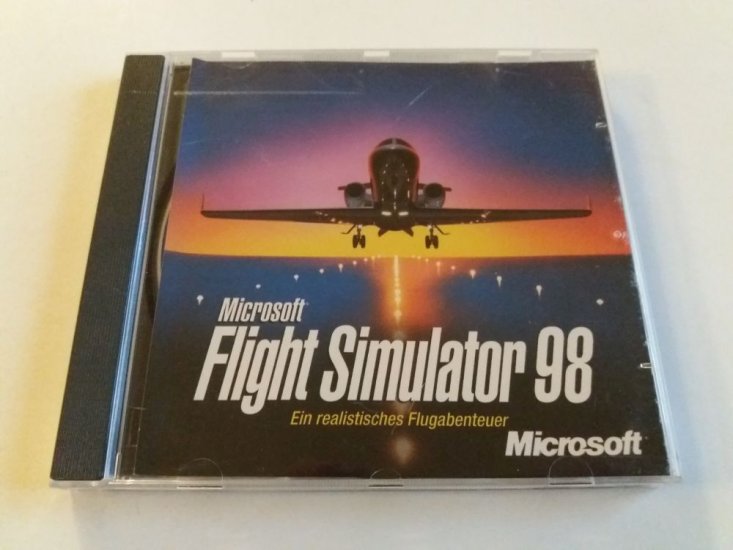 Microsoft
Flight Simulator 98
Ein realistisches Flugabenteuer
Microsoft